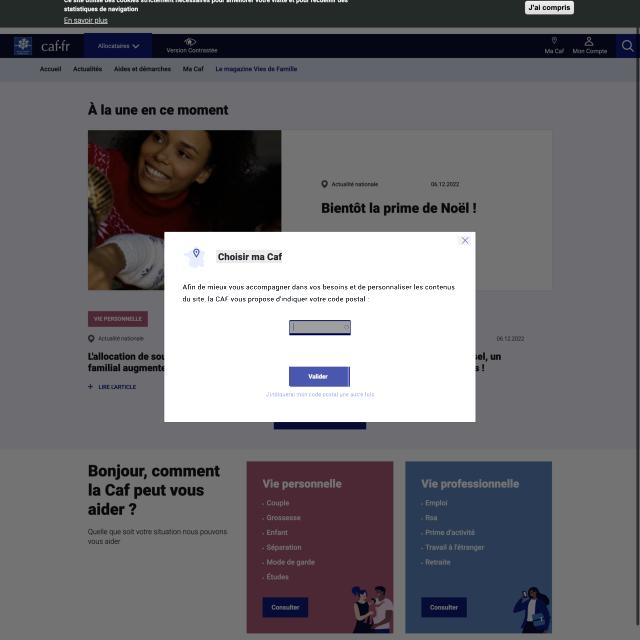 Ce site utilise des cookies strictement nécessaires pour améliorer votre visite et pour recueillir des
statistiques de navigation
En savoir plus
J'ai compris
caf·fr
Allocataires
Version Contrastée
Ma Caf
Mon Compte
Accueil
Actualités
Aides et démarches
Ma Caf
Le magazine Vies de Famille
À la une en ce moment
Actualité nationale
06.12.2022
Bientôt la prime de Noël !
Choisir ma Caf
Afin de mieux vous accompagner dans vos besoins et de personnaliser les contenus
du site, la CAF vous propose d'indiquer votre code postal :
Valider
J'indiquerai mon code postal une autre fois
VIE PERSONNELLE
Actualité nationale
06.12.2022
L'allocation de sou
familial augmente
el, un
s !
LIRE L'ARTICLE
Bonjour, comment
la Caf peut vous
aider ?
Quelle que soit votre situation nous pouvons
vous aider
Vie personnelle
Couple
Grossesse
Enfant
Séparation
Mode de garde
Études
Consulter
Vie professionnelle
Emploi
Rsa
Prime d'activité
Travail à l'étranger
Retraite
Consulter